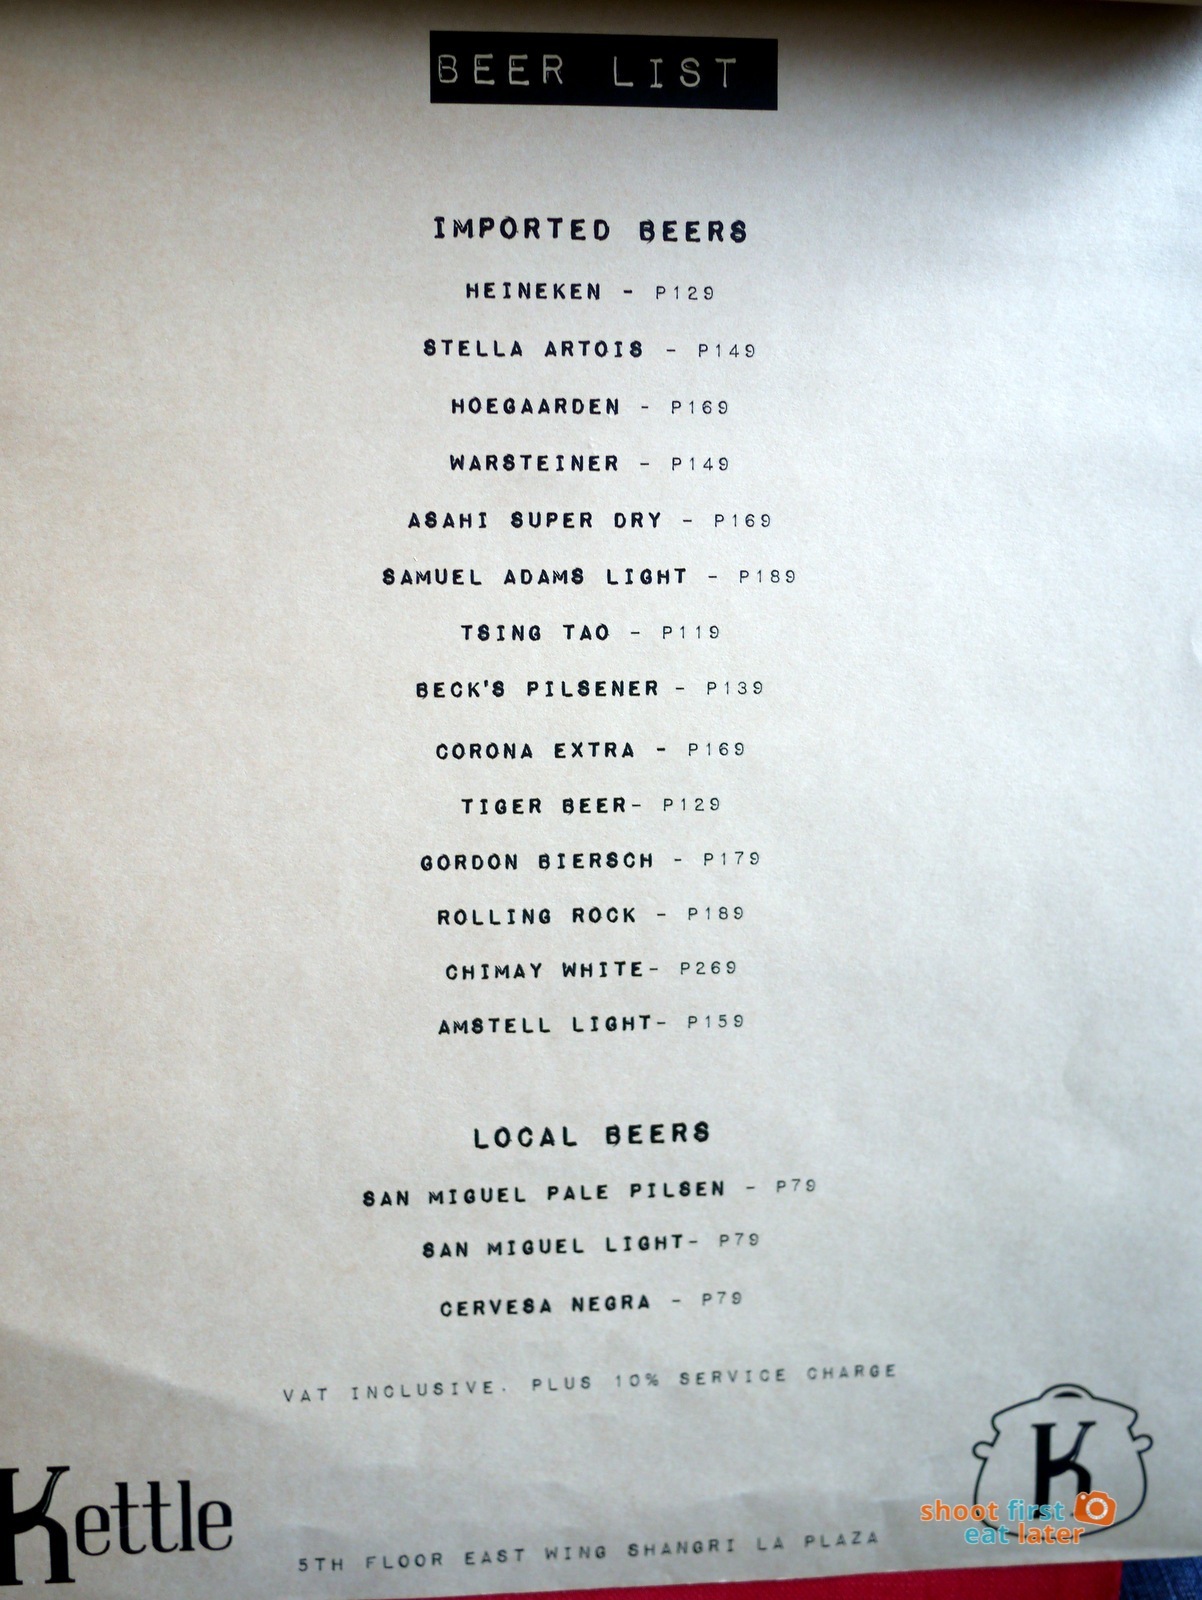 BEER LIST
IMPORTED BEERS
HEINEKEN - P129
STELLA ARTOIS - P149
HOEGAARDEN - P169
WARSTEINER - P149
ASAHI SUPER DRY - P169
SAMUEL ADAMS LIGHT - P189
TSING TAO - P119
BECK'S PILSENER - P139
CORONA EXTRA - P169
TIGER BEER- P129
GORDON BIERSCH - P179
ROLLING ROCK - P189
CHIMAY WHITE- P269
AMSTELL LIGHT- P159
LOCAL BEERS
SAN MIGUEL PALE PILSEN - P79
SAN MIGUEL LIGHT- P79
CERVESA NEGRA - P79
VAT INCLUSIVE. PLUS 10% SERVICE CHARGE
Kettle
K
shoot first
eat later
5TH FLOOR EAST WING SHANGRI LA PLAZA